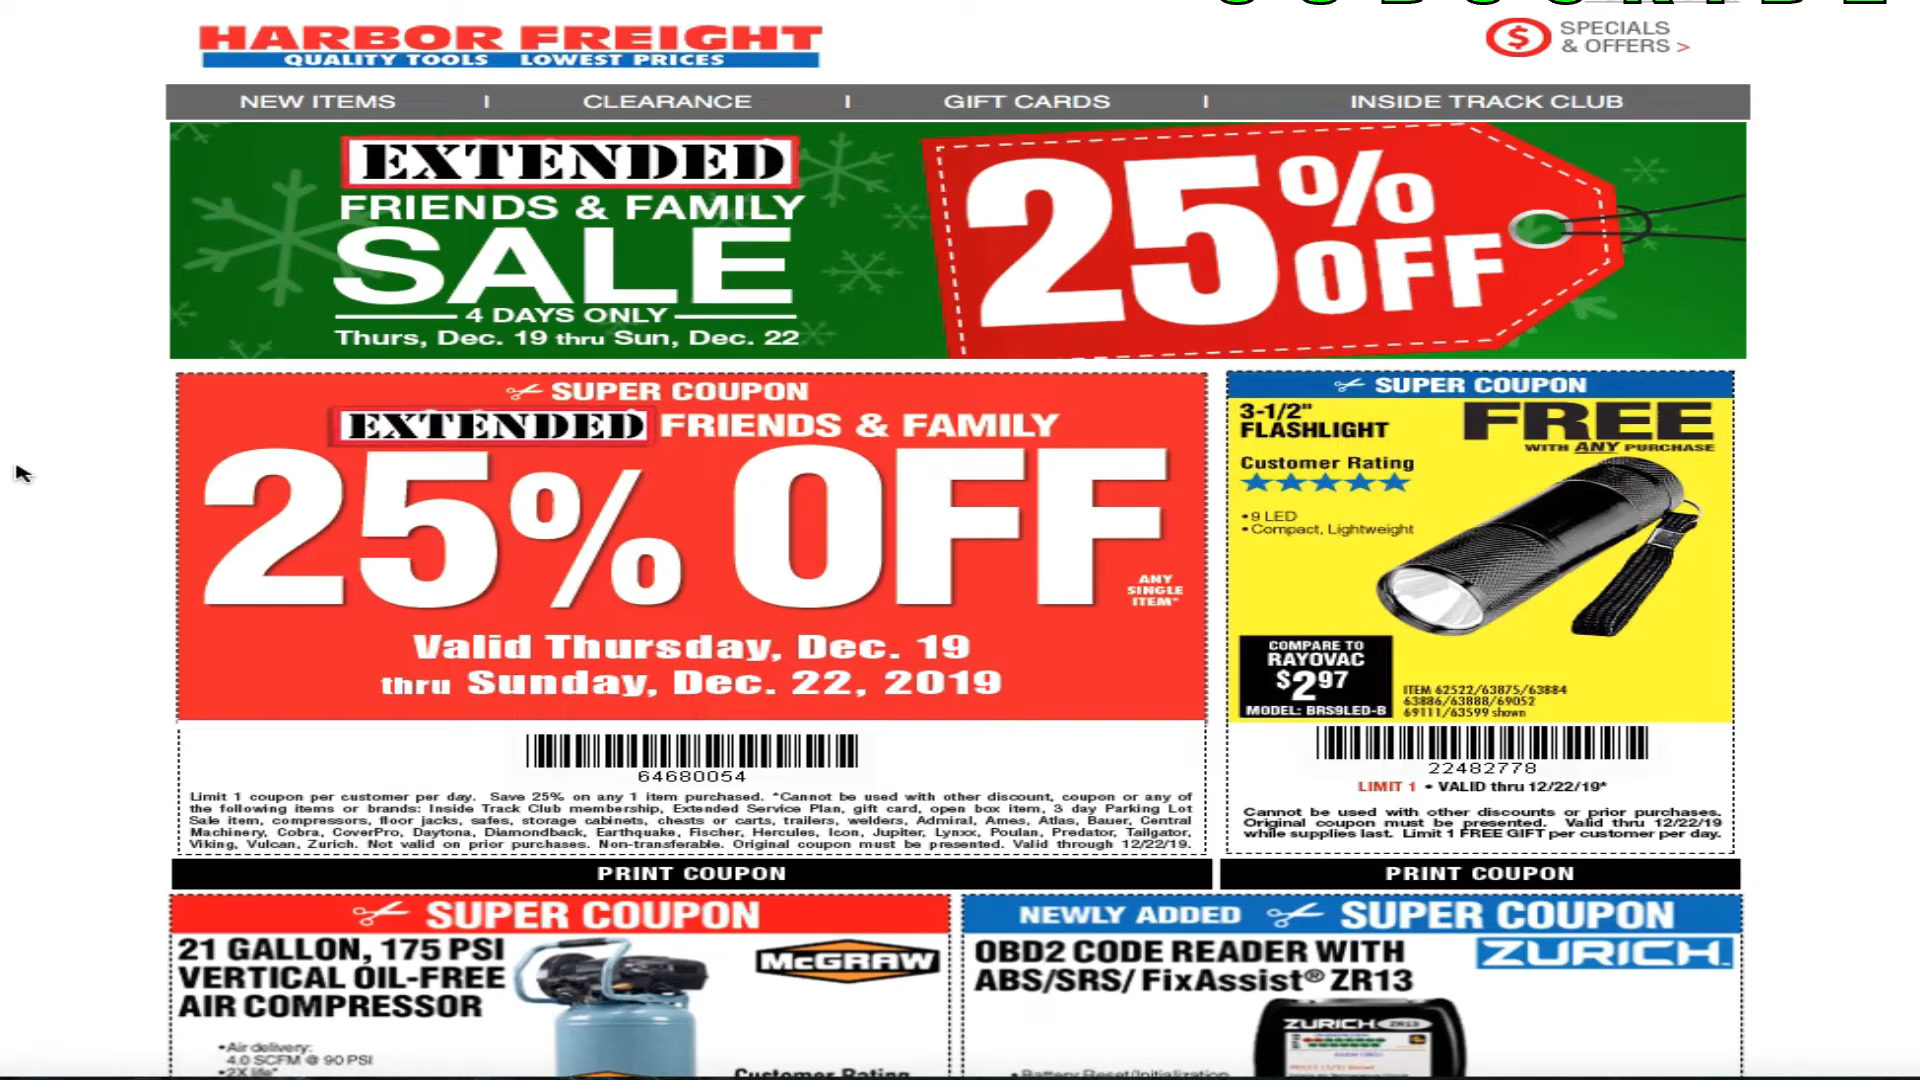 HARBOR FREIGHT
QUALITY TOOLS LOWEST PRICES
SPECIALS
& OFFERS >
NEW ITEMS | CLEARANCE | GIFT CARDS | INSIDE TRACK CLUB
EXTENDED
FRIENDS & FAMILY
SALE
4 DAYS ONLY
Thurs, Dec. 19 thru Sun, Dec. 22
25% OFF
SUPER COUPON
EXTENDED FRIENDS & FAMILY
25% OFF
ANY
SINGLE
ITEM*
Valid Thursday, Dec. 19
thru Sunday, Dec. 22, 2019
64680054
Limit 1 coupon per customer per day. Save 25% on any 1 item purchased. *Cannot be used with other discount, coupon or any of
the following items or brands: Inside Track Club membership, Extended Service Plan, gift card, open box item, 3 day Parking Lot
Sale item, compressors, floor jacks, safes, storage cabinets, chests or carts, trailers, welders, Admiral, Ames, Atlas, Bauer, Central
Machinery, Cobra, CoverPro, Daytona, Diamondback, Earthquake, Fischer, Hercules, Icon, Jupiter, Lynxx, Poulan, Predator, Tailgator,
Viking, Vulcan, Zurich. Not valid on prior purchases. Non-transferable. Original coupon must be presented. Valid through 12/22/19.
PRINT COUPON
SUPER COUPON
3-1/2"
FLASHLIGHT
FREE
WITH ANY PURCHASE
Customer Rating
•9 LED
•Compact, Lightweight
COMPARE TO
RAYOVAC
$297
MODEL: BRS9LED-B
ITEM 62522/63875/63884
63886/63888/69052
69111/63599 shown
22482778
LIMIT 1 • VALID thru 12/22/19*
Cannot be used with other discounts or prior purchases.
Original coupon must be presented. Valid thru 12/22/19
while supplies last. Limit 1 FREE GIFT per customer per day.
PRINT COUPON
SUPER COUPON
21 GALLON, 175 PSI
VERTICAL OIL-FREE
AIR COMPRESSOR
McGRAW
•Air delivery:
4.0 SCFM @ 90 PSI
•2X life*
Customer Rating
NEWLY ADDED SUPER COUPON
OBD2 CODE READER WITH
ABS/SRS/ FixAssist® ZR13
ZURICH
ZURICH ZR13
•Battery Reset/Initialization